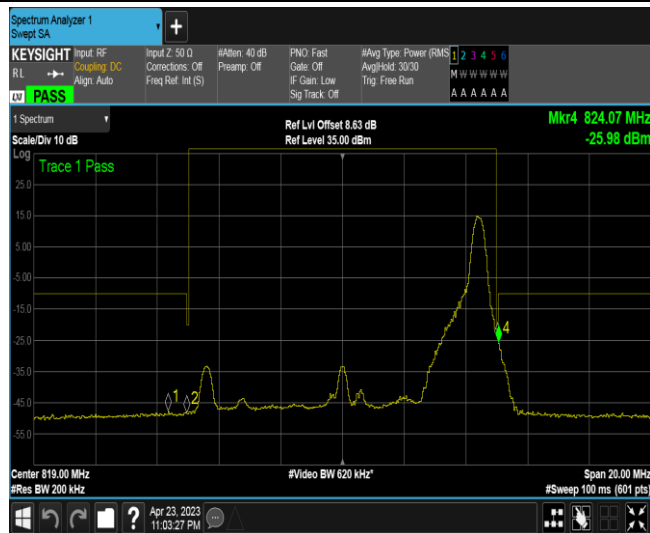 Spectrum Analyzer 1
Swept SA
+
KEYSIGHT Input: RF Input Z: 50 Ω #Atten: 40 dB PNO: Fast #Avg Type: Power (RMS 1 2 3 4 5 6
RL Coupling: DC Corrections: Off Preamp: Off Gate: Off Avg|Hold: 30/30 M W W W W W
Align: Auto Freq Ref: Int (S) IF Gain: Low Trig: Free Run
Sig Track: Off A A A A A A
LXI PASS
1 Spectrum Ref Lvl Offset 8.63 dB Mkr4 824.07 MHz
Scale/Div 10 dB Ref Level 35.00 dBm -25.98 dBm
Log
Trace 1 Pass
25.0
15.0
5.00
-5.00
-15.0
-25.0
-35.0
-45.0
-55.0
1
2
4
Center 819.00 MHz #Video BW 620 kHz* Span 20.00 MHz
#Res BW 200 kHz #Sweep 100 ms (601 pts)
? Apr 23, 2023
11:03:27 PM